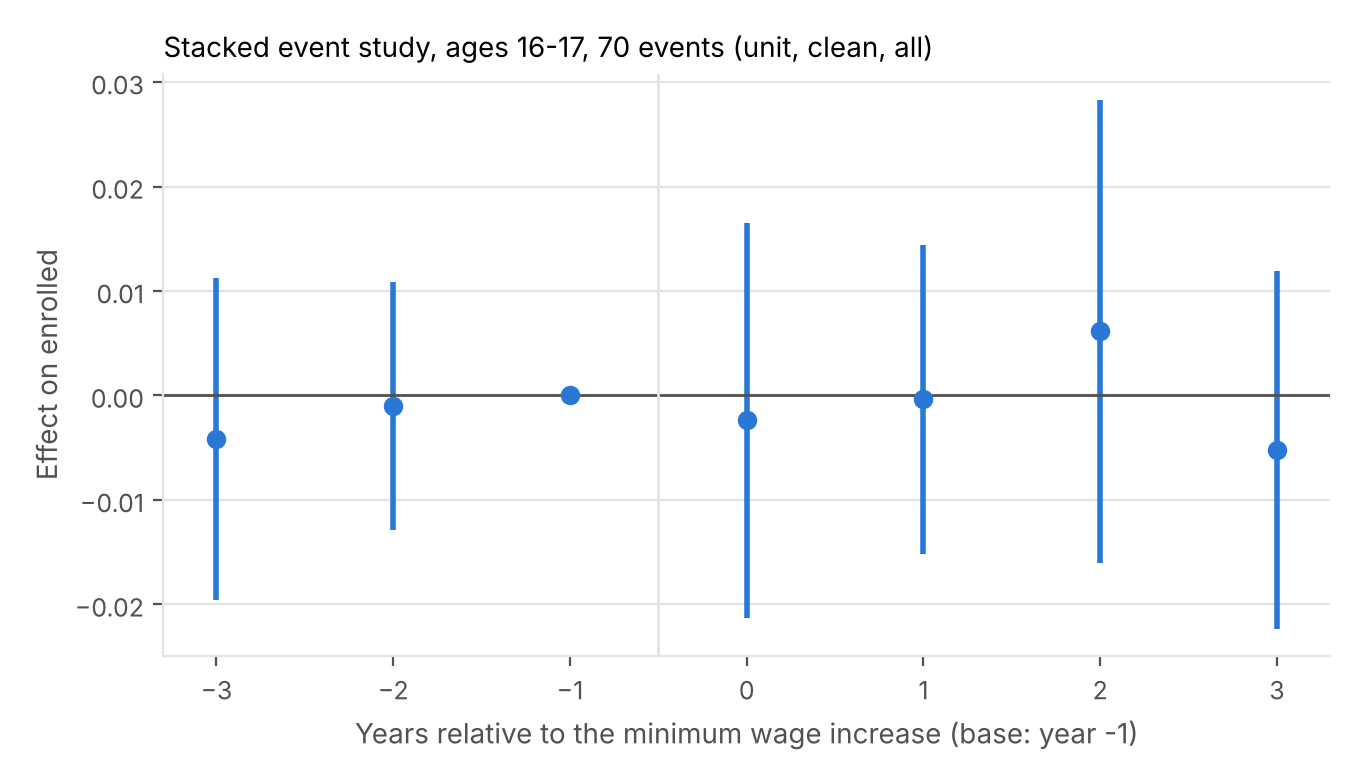 Stacked event study, ages 16-17, 70 events (unit, clean, all)
Effect on enrolled
0.03
0.02
0.01
0.00
−0.01
−0.02
−3 −2 −1 0 1 2 3
Years relative to the minimum wage increase (base: year -1)